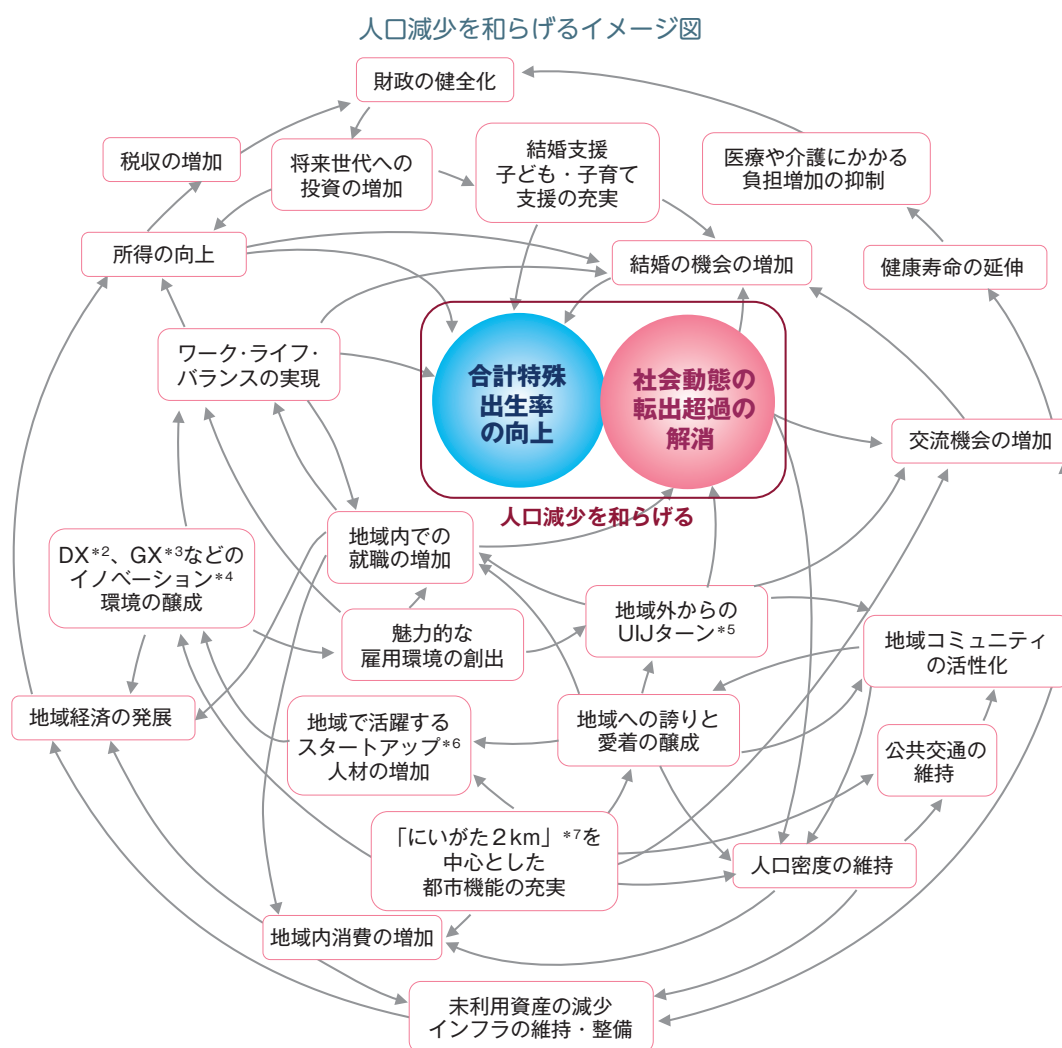 人口減少を和らげるイメージ図
財政の健全化
税収の増加
将来世代への
投資の増加
結婚支援
子ども・子育て
支援の充実
医療や介護にかかる
負担増加の抑制
所得の向上
結婚の機会の増加
健康寿命の延伸
ワーク・ライフ・
バランスの実現
合計特殊
出生率
の向上
社会動態の
転出超過の
解消
交流機会の増加
人口減少を和らげる
地域内での
就職の増加
DX*2、GX*3などの
イノベーション*4
環境の醸成
魅力的な
雇用環境の創出
地域外からの
UIJターン*5
地域コミュニティ
の活性化
地域経済の発展
地域で活躍する
スタートアップ*6
人材の増加
地域への誇りと
愛着の醸成
公共交通の
維持
「にいがた2km」*7を
中心とした
都市機能の充実
人口密度の維持
地域内消費の増加
未利用資産の減少
インフラの維持・整備